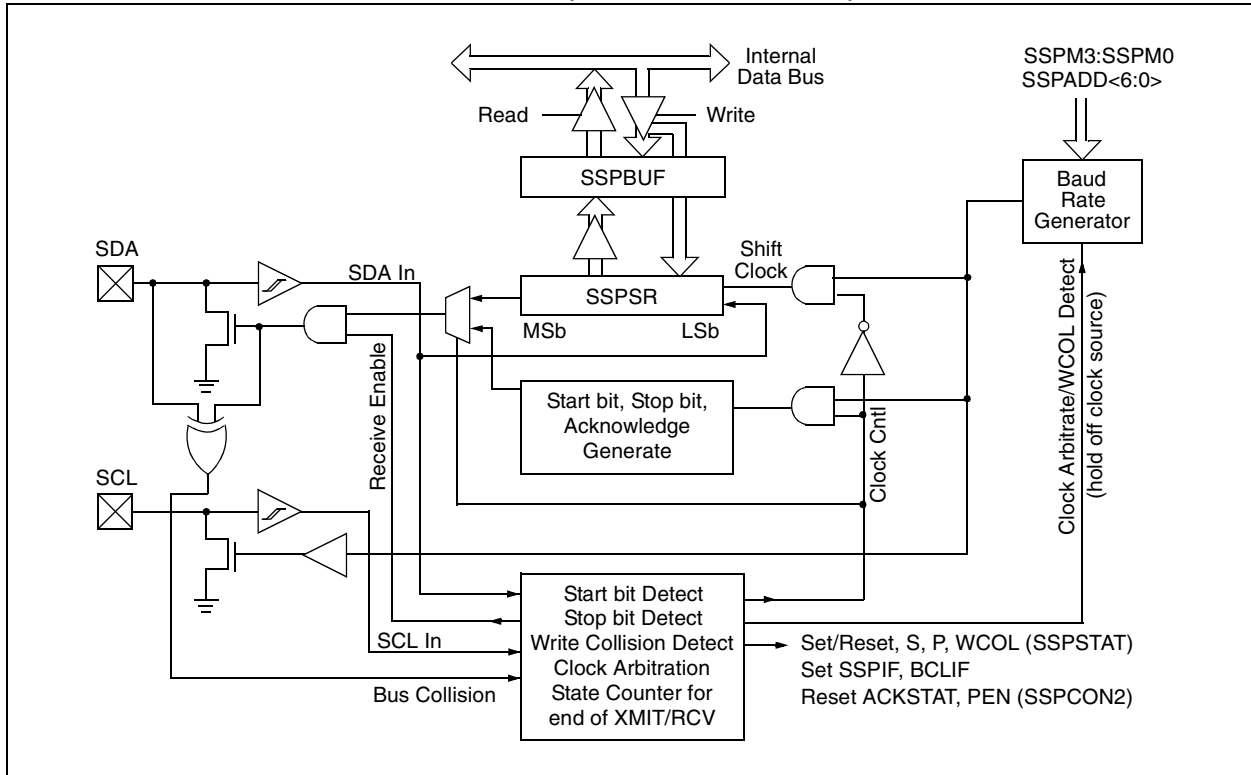 Internal
Data Bus
SSPM3:SSPM0
SSPADD<6:0>
Read
Write
SSPBUF
Baud
Rate
Generator
SDA
SDA In
Shift
Clock
SSPSR
MSb
LSb
Receive Enable
Start bit, Stop bit,
Acknowledge
Generate
Clock Cntl
Clock Arbitrate/WCOL Detect
(hold off clock source)
SCL
SCL In
Bus Collision
Start bit Detect
Stop bit Detect
Write Collision Detect
Clock Arbitration
State Counter for
end of XMIT/RCV
Set/Reset, S, P, WCOL (SSPSTAT)
Set SSPIF, BCLIF
Reset ACKSTAT, PEN (SSPCON2)